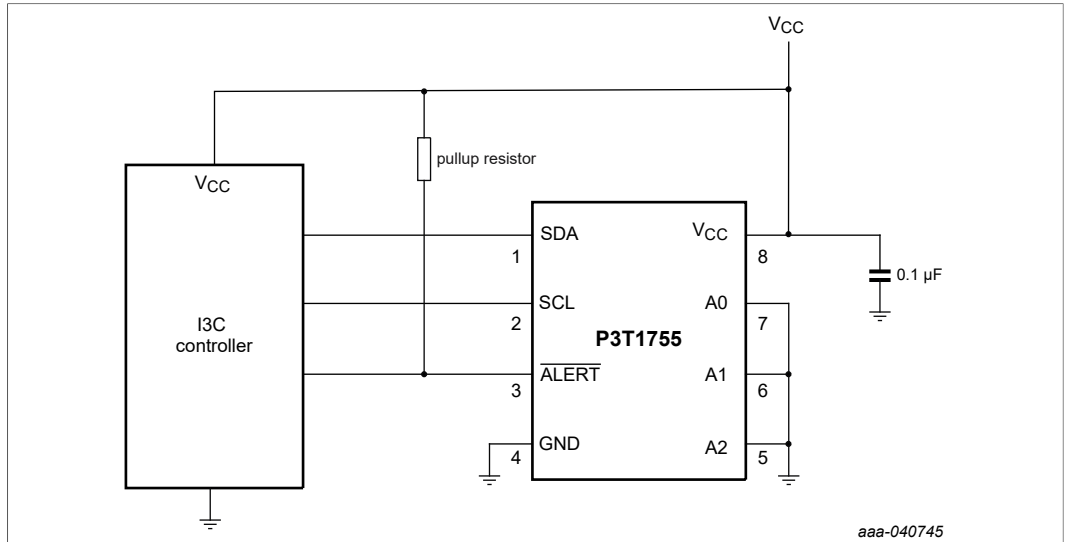 VCC
pullup resistor
VCC
I3C
controller
SDA
1
SCL
2
ALERT
3
GND
4
P3T1755
VCC
8
A0
7
A1
6
A2
5
0.1 µF
aaa-040745